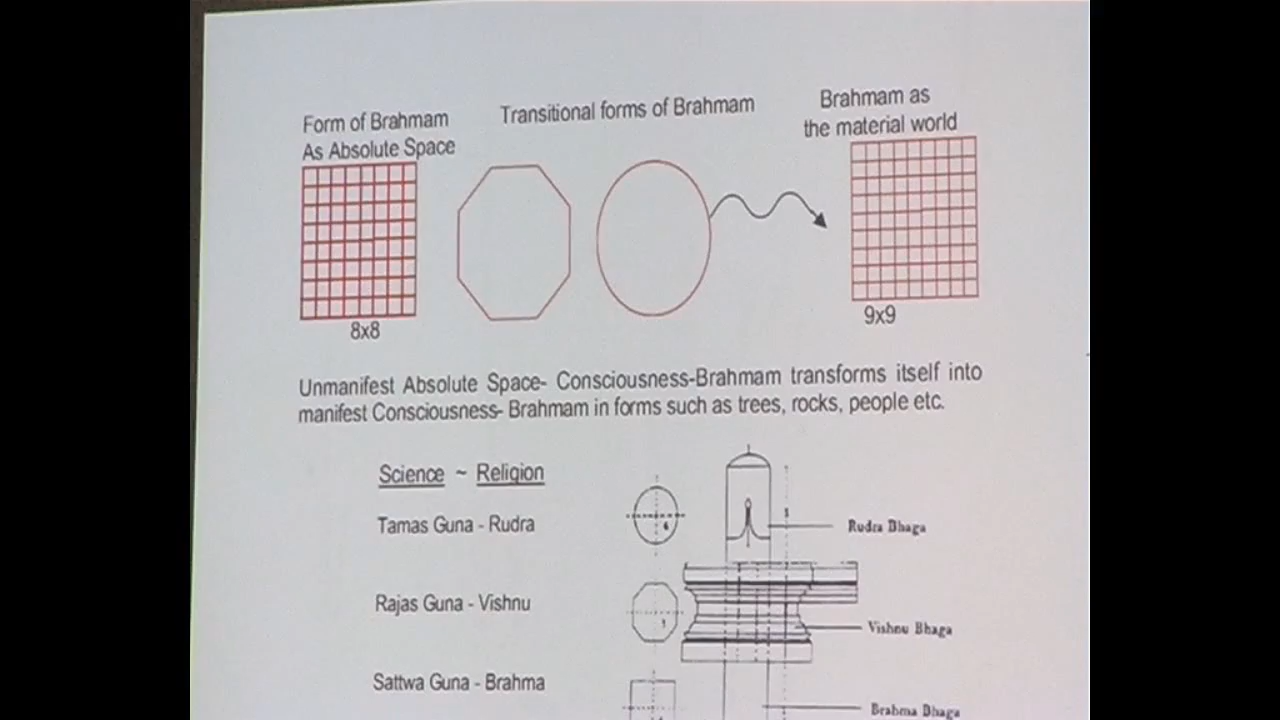 Form of Brahmam
As Absolute Space
Transitional forms of Brahmam
Brahmam as
the material world
8x8
9x9
Unmanifest Absolute Space- Consciousness-Brahmam transforms itself into
manifest Consciousness- Brahmam in forms such as trees, rocks, people etc.
Science ~ Religion
Tamas Guna - Rudra
Rudra Bhaga
Rajas Guna - Vishnu
Vishnu Bhaga
Sattwa Guna - Brahma
Brahma Bhaga